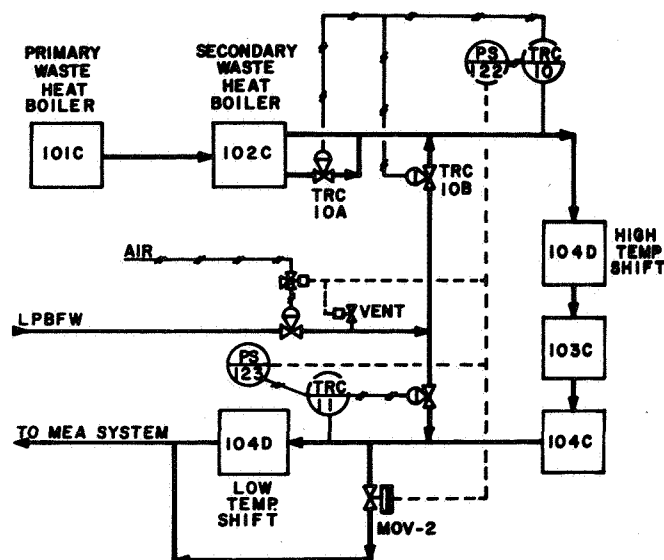 PRIMARY
WASTE
HEAT
BOILER
101C
SECONDARY
WASTE
HEAT
BOILER
102C
TRC
10A
PS
122
TRC
10
TRC
10B
104D
HIGH
TEMP
SHIFT
AIR
VENT
LPBFW
103C
PS
123
TRC
11
104C
TO MEA SYSTEM
104D
LOW
TEMP
SHIFT
MOV-2